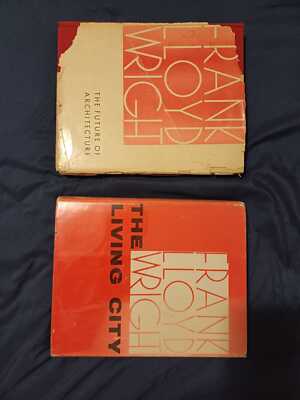 FRANK
LLOYD
WRIGHT
THE FUTURE OF
ARCHITECTURE
FRANK
LLOYD
WRIGHT
THE
LIVING CITY